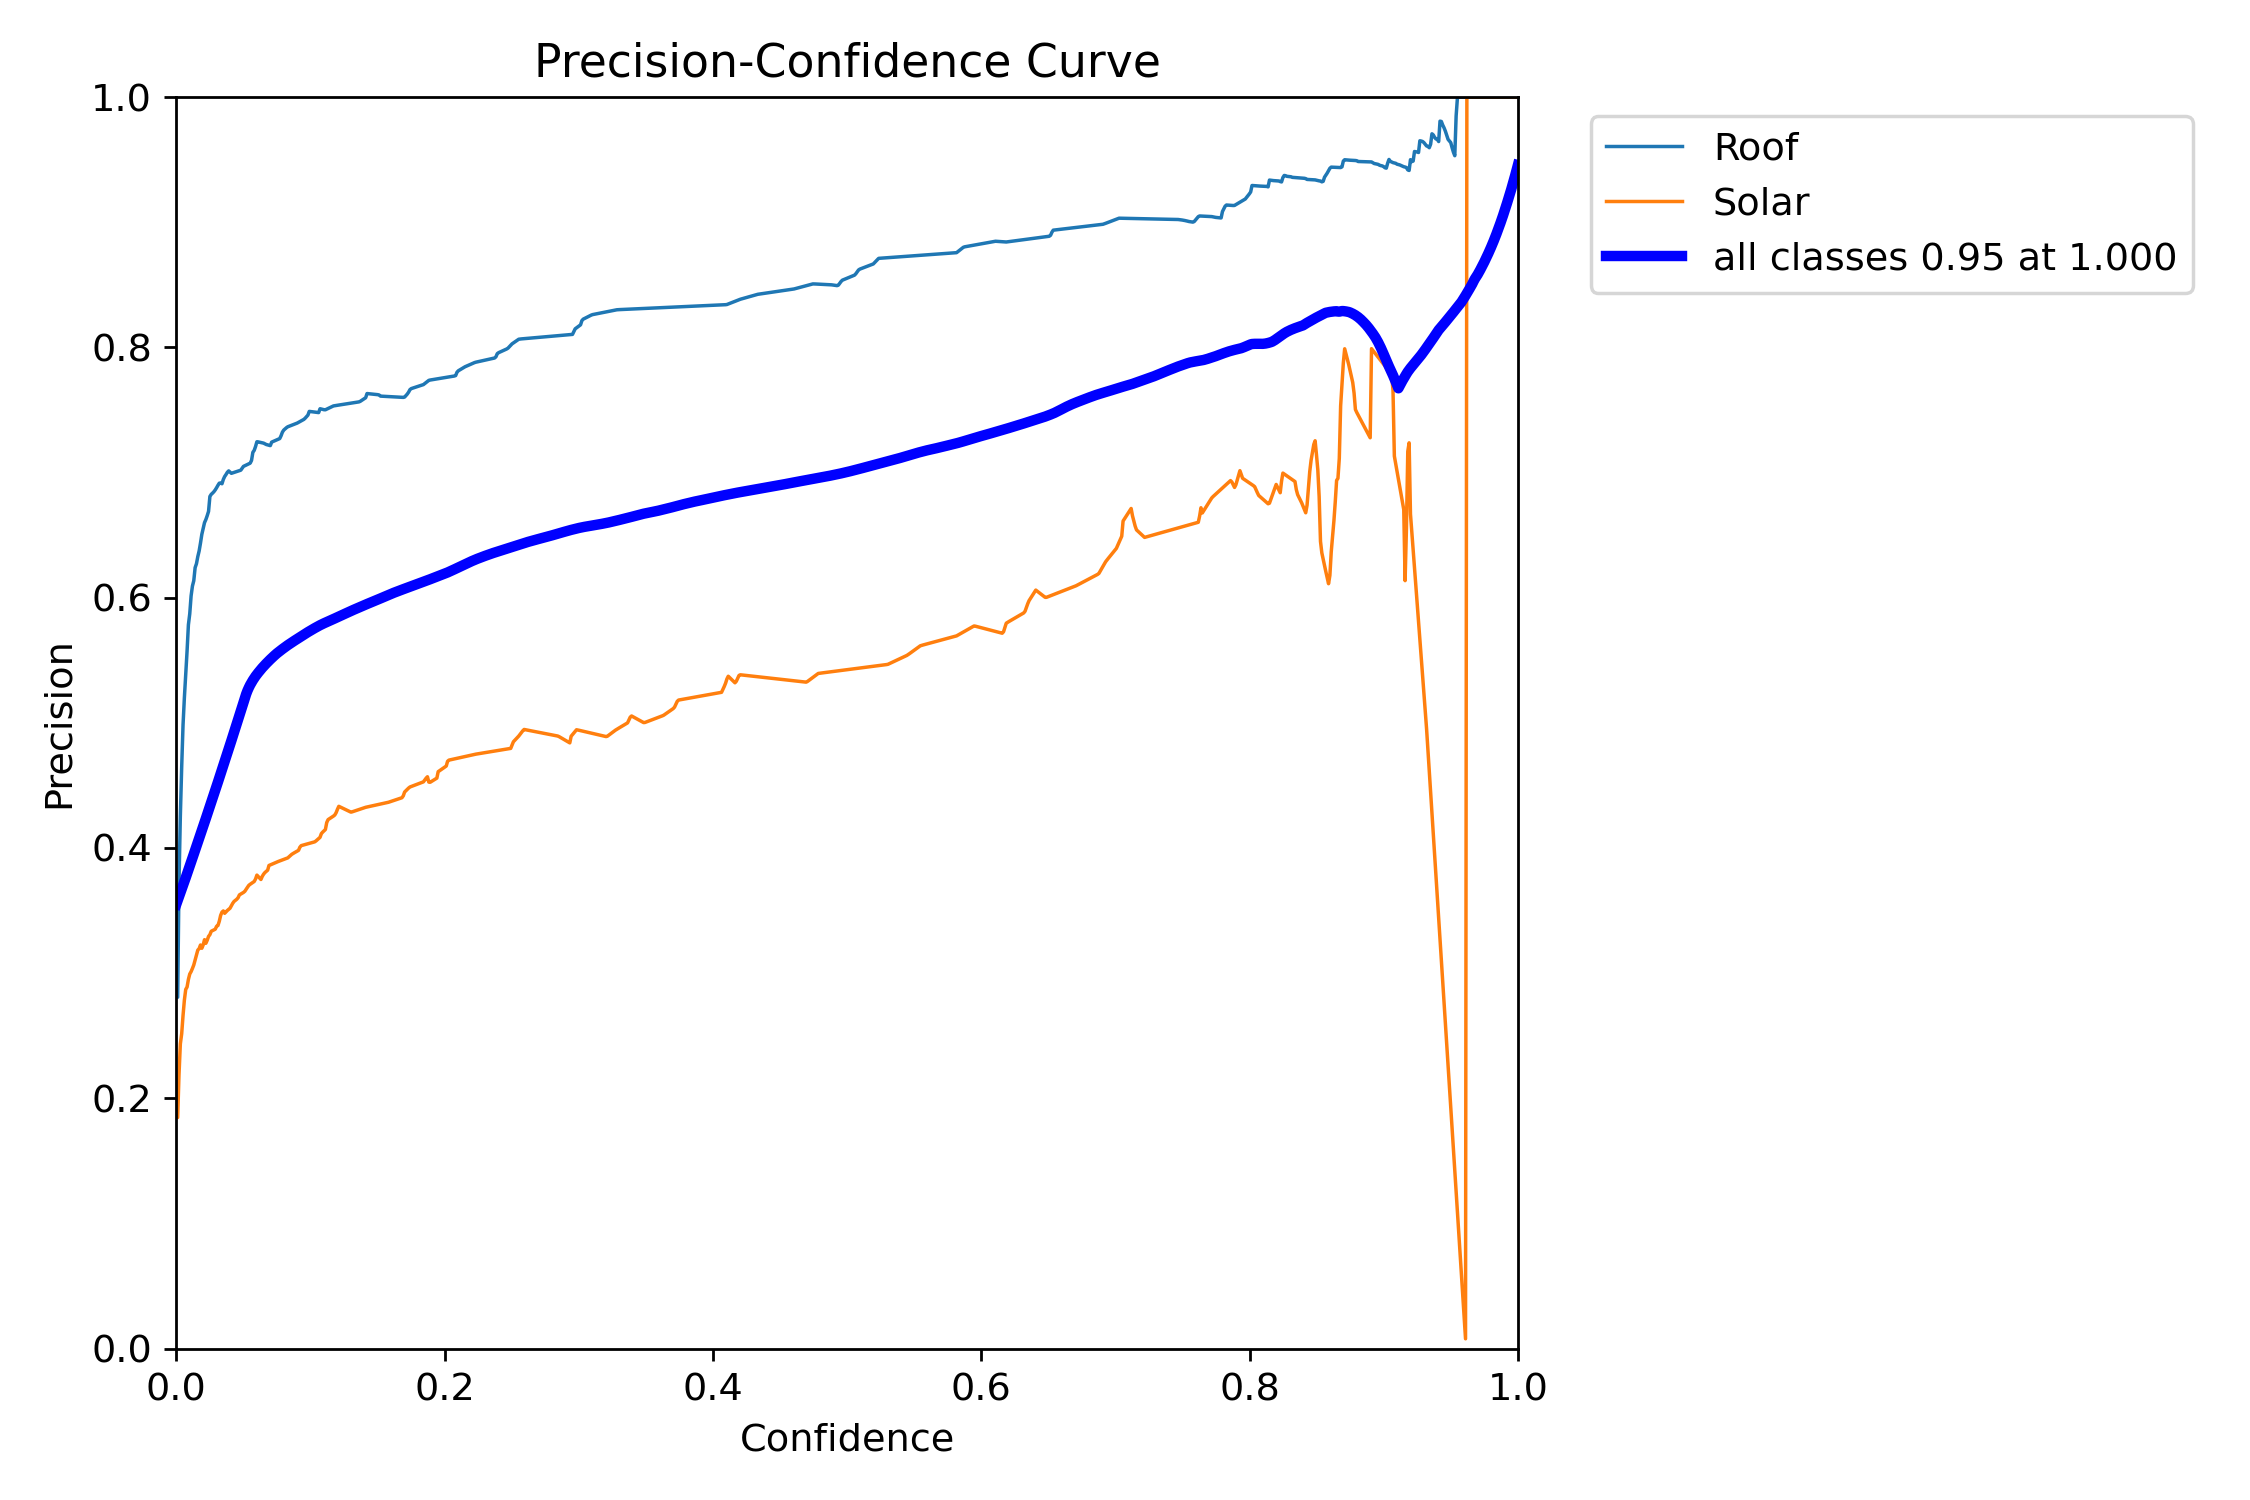 Precision-Confidence Curve
1.0
0.8
0.6
0.4
0.2
0.0
Precision
0.0 0.2 0.4 0.6 0.8 1.0
Confidence
Roof
Solar
all classes 0.95 at 1.000